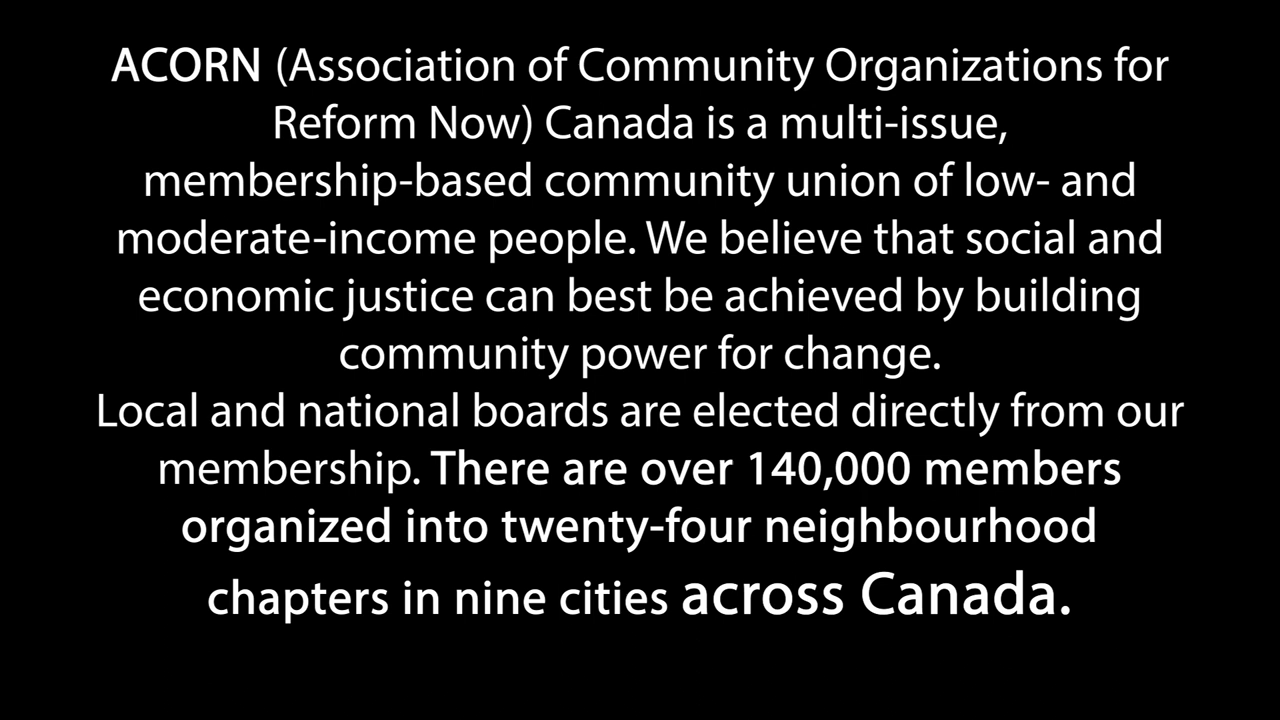 ACORN (Association of Community Organizations for
Reform Now) Canada is a multi-issue,
membership-based community union of low- and
moderate-income people. We believe that social and
economic justice can best be achieved by building
community power for change.
Local and national boards are elected directly from our
membership. There are over 140,000 members
organized into twenty-four neighbourhood
chapters in nine cities across Canada.